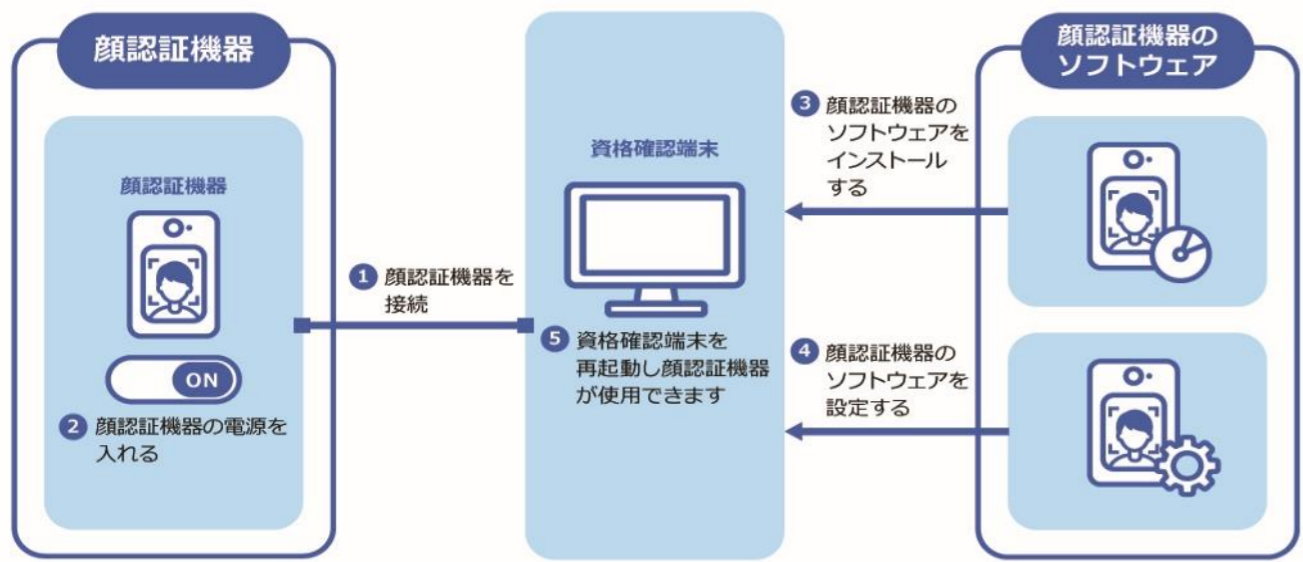 顔認証機器
顔認証機器
ON
❷ 顔認証機器の電源を
入れる
❶ 顔認証機器を
接続
資格確認端末
❺ 資格確認端末を
再起動し顔認証機器
が使用できます
❸ 顔認証機器の
ソフトウェアを
インストール
する
❹ 顔認証機器の
ソフトウェアを
設定する
顔認証機器の
ソフトウェア